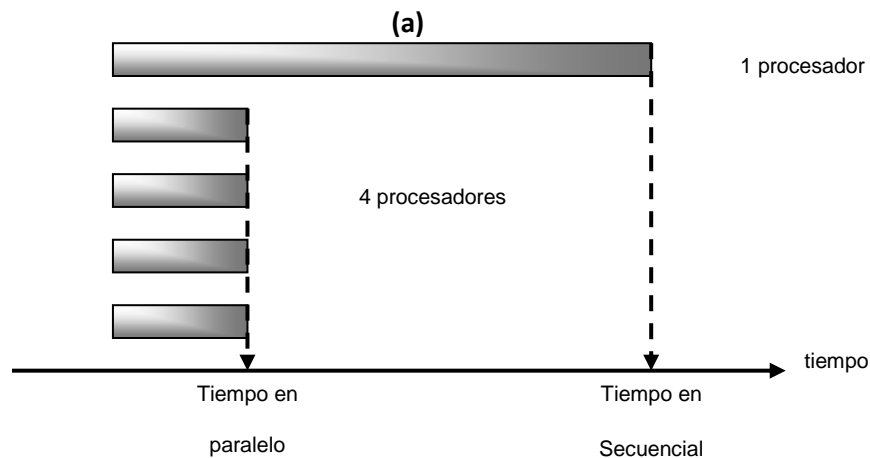 (a)
1 procesador
4 procesadores
tiempo
Tiempo en
paralelo
Tiempo en
Secuencial